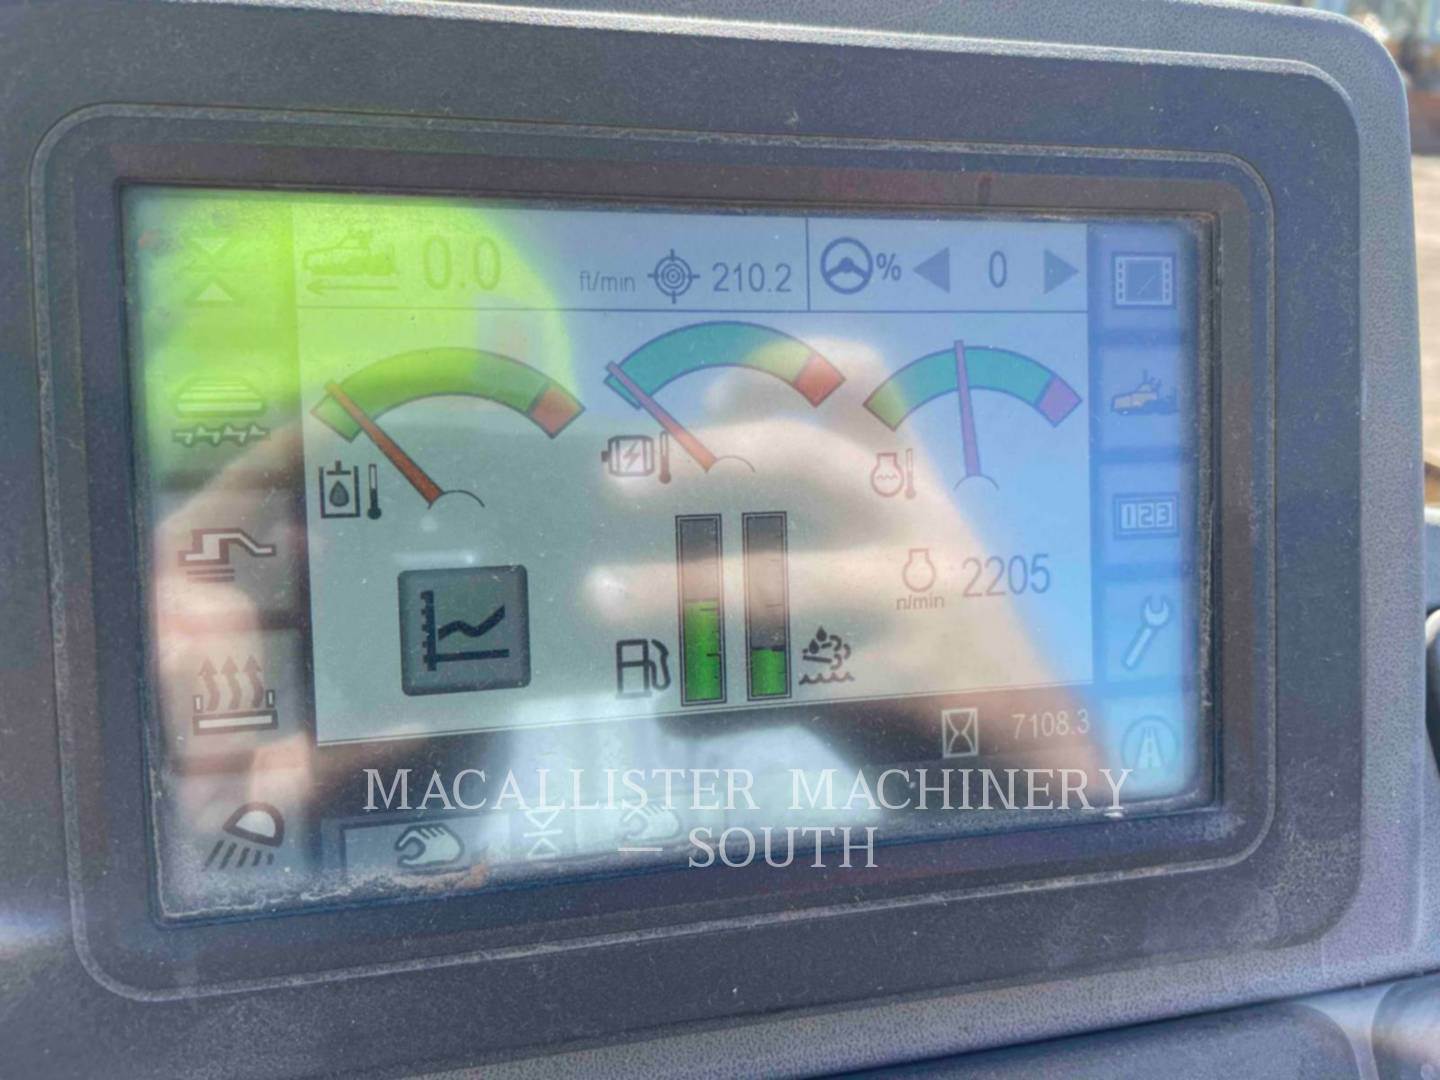 0.0 ft/min 210.2 % 0
2205
n/min
123
7108.3
MACALLISTER MACHINERY
— SOUTH